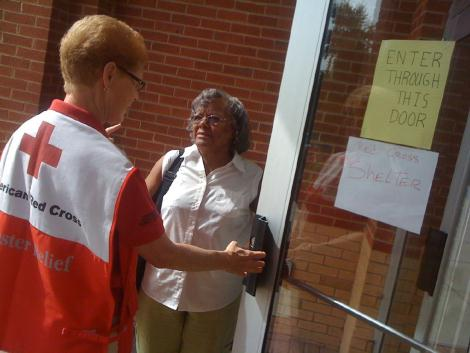 ENTER
THROUGH
THIS
DOOR
Red CROSS
SHELTER
American Red Cross
Disaster Relief